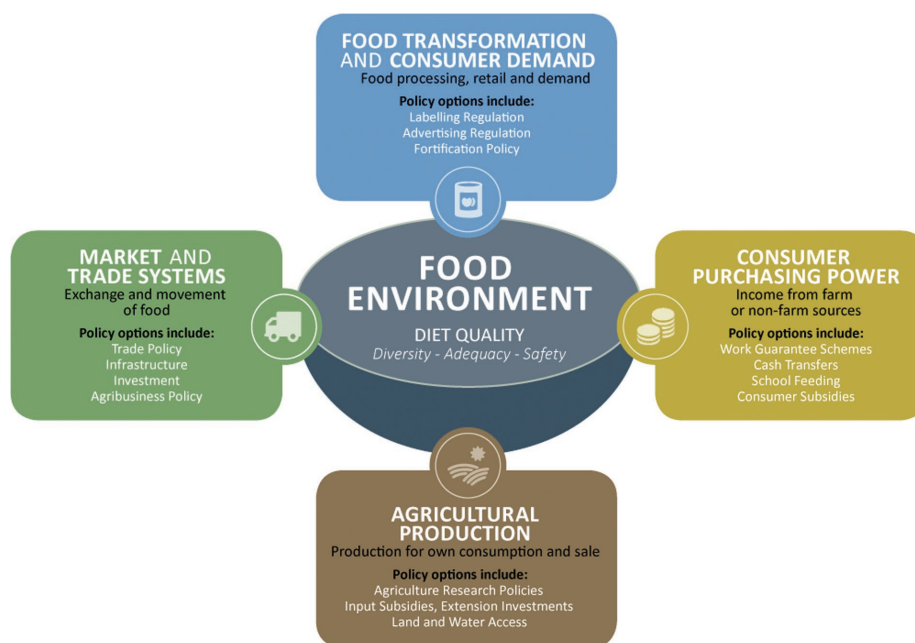 FOOD TRANSFORMATION
AND CONSUMER DEMAND
Food processing, retail and demand
Policy options include:
Labelling Regulation
Advertising Regulation
Fortification Policy
MARKET AND
TRADE SYSTEMS
Exchange and movement
of food
Policy options include:
Trade Policy
Infrastructure
Investment
Agribusiness Policy
FOOD
ENVIRONMENT
DIET QUALITY
Diversity - Adequacy - Safety
CONSUMER
PURCHASING POWER
Income from farm
or non-farm sources
Policy options include:
Work Guarantee Schemes
Cash Transfers
School Feeding
Consumer Subsidies
AGRICULTURAL
PRODUCTION
Production for own consumption and sale
Policy options include:
Agriculture Research Policies
Input Subsidies, Extension Investments
Land and Water Access